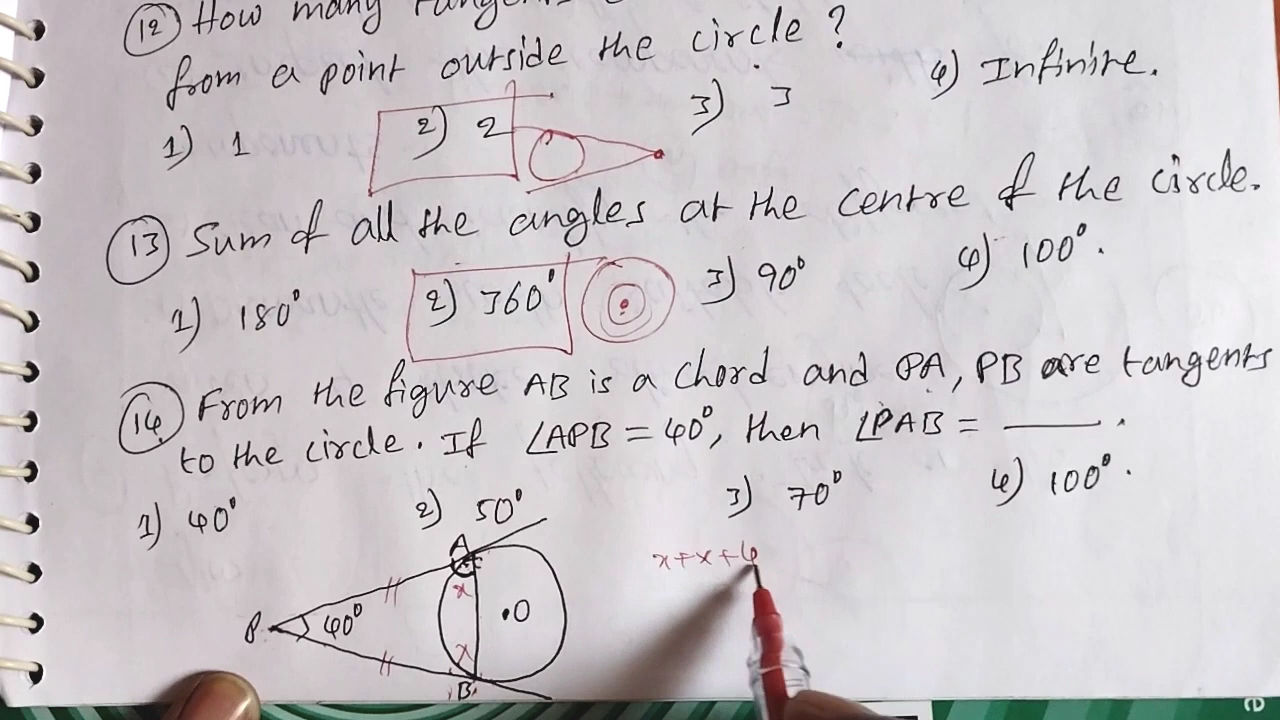 12 How many tangents
from a point outside the circle ?
1) 1 2) 2 3) 3 4) Infinite.
13 Sum of all the angles at the centre of the circle.
1) 180° 2) 360° 3) 90° 4) 100°.
14 From the figure AB is a chord and PA, PB are tangents
to the circle. If ∠APB = 40°, then ∠PAB = ______.
1) 40° 2) 50° 3) 70° 4) 100°.
A
x
x + x + 4
P 40° .O
x
B